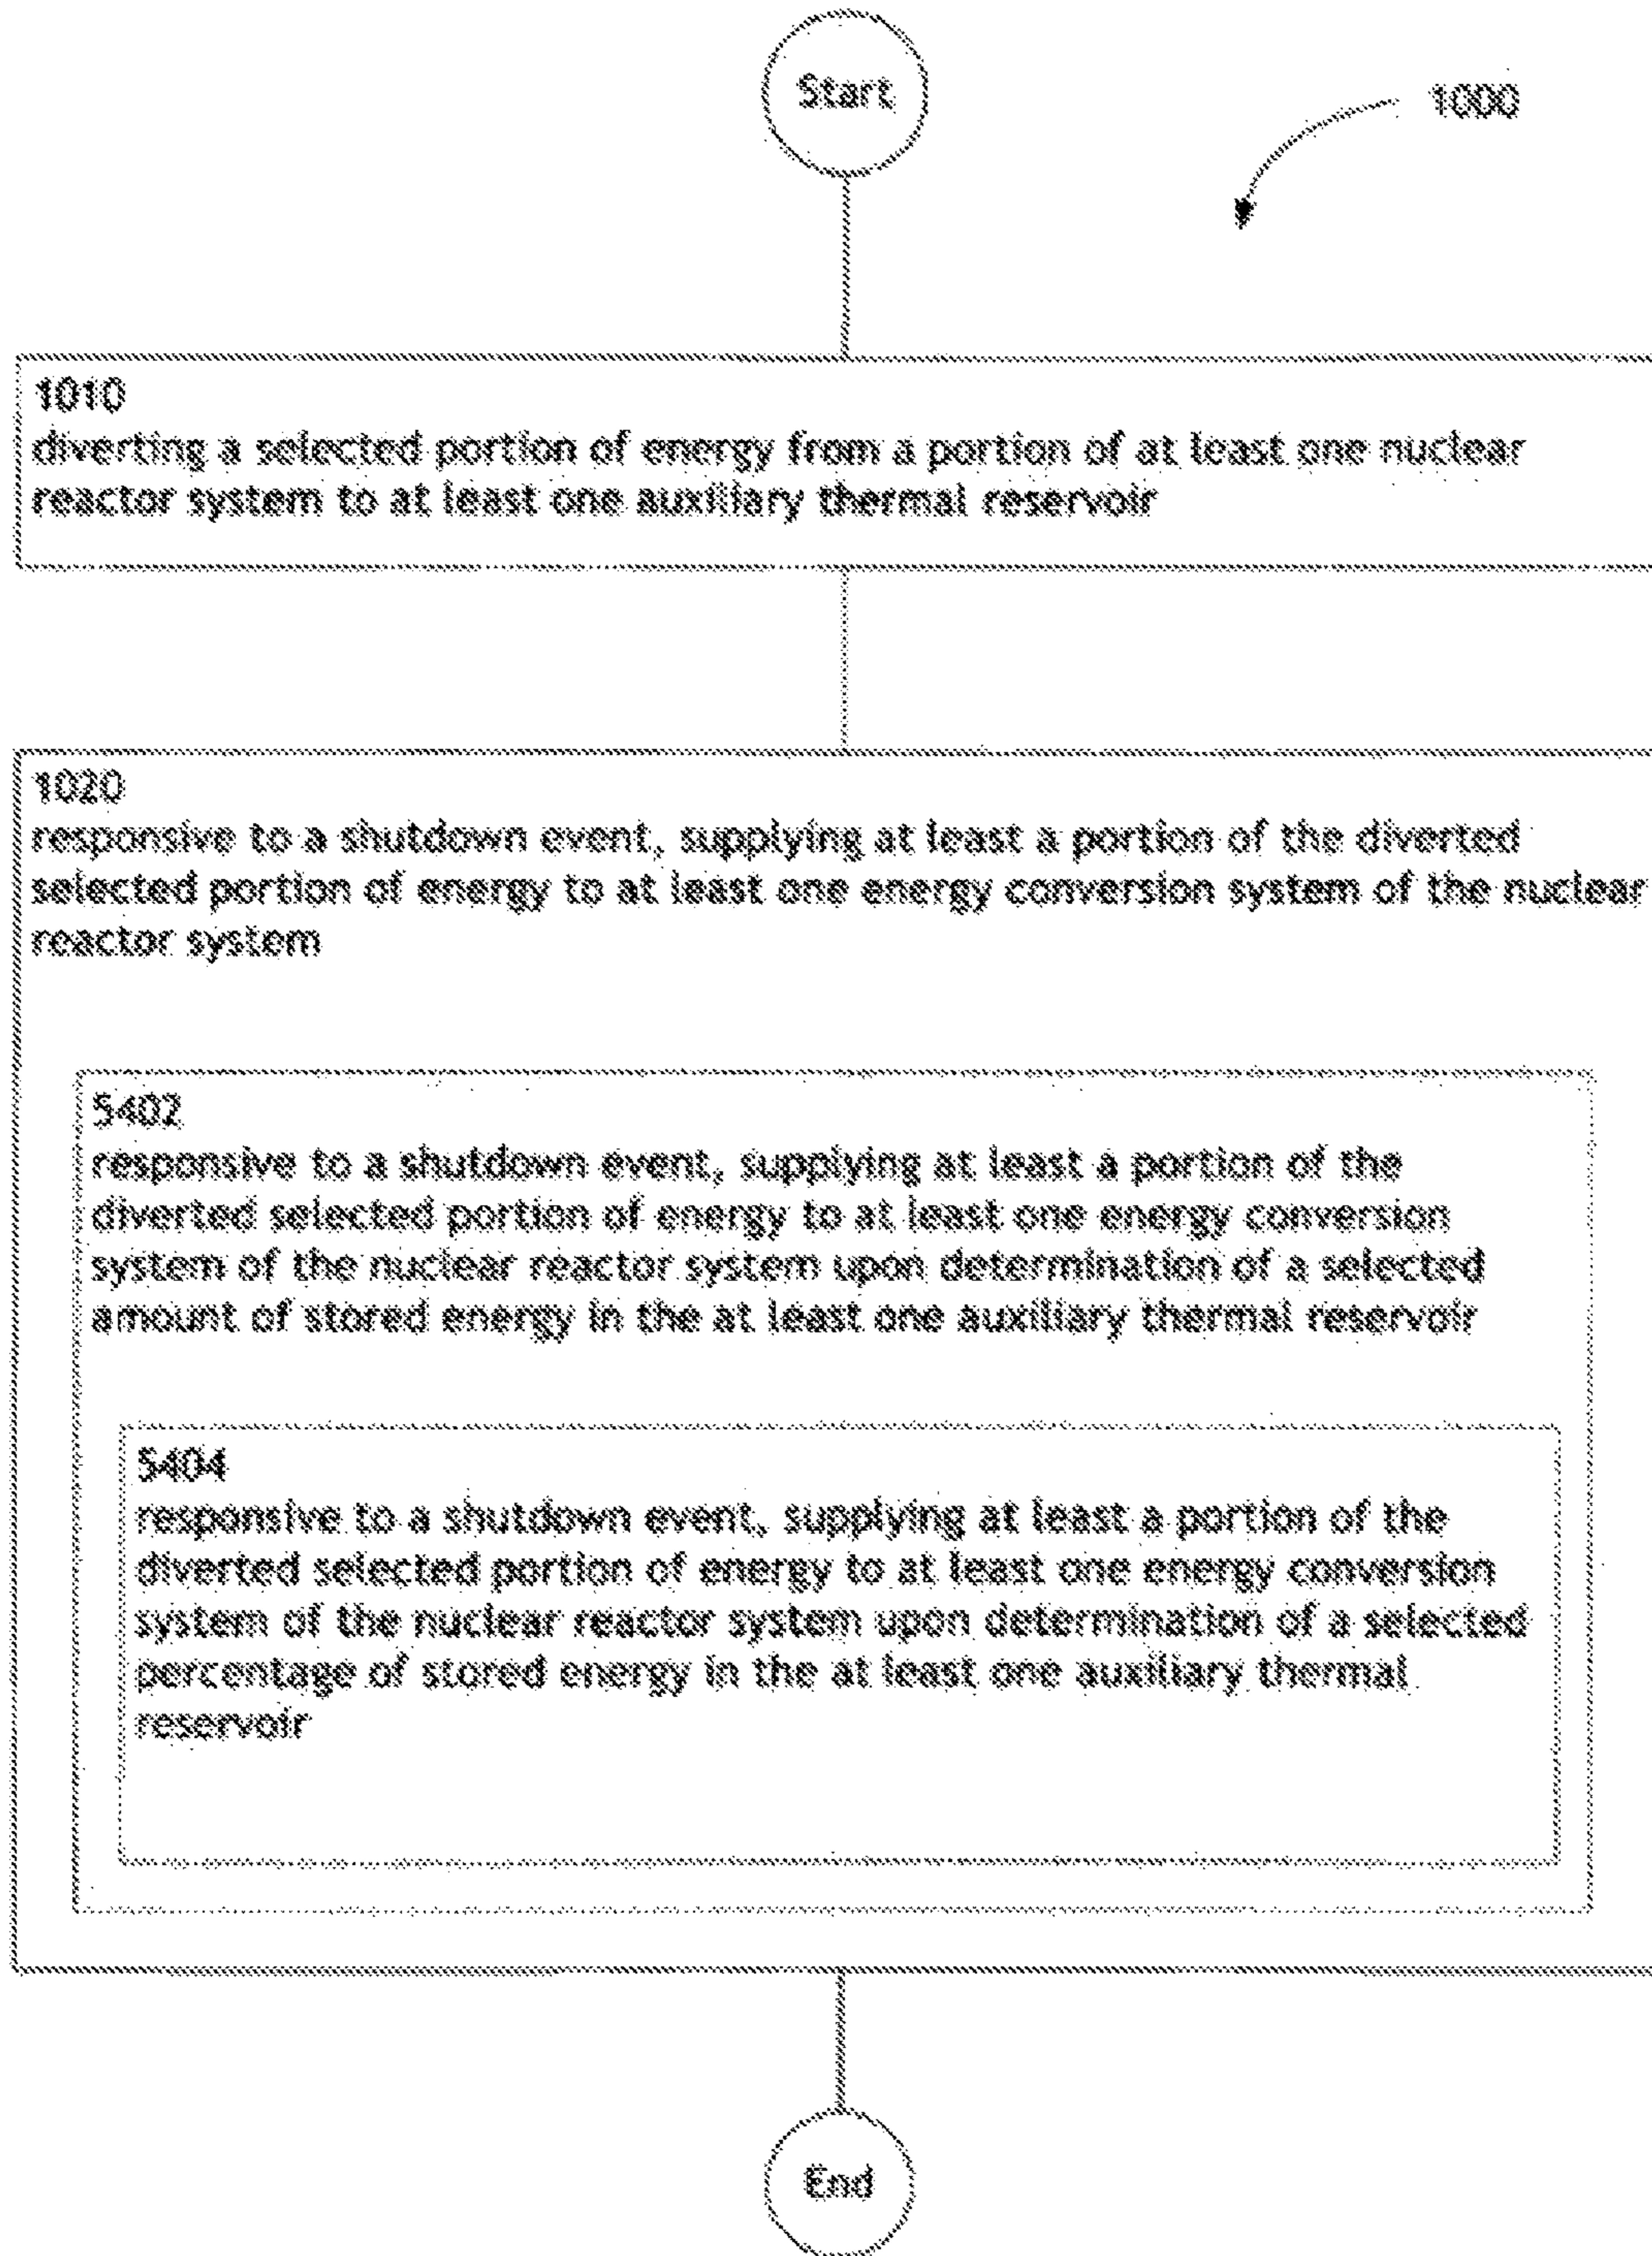 Start
1000
1010
diverting a selected portion of energy from a portion of at least one nuclear
reactor system to at least one auxiliary thermal reservoir
1020
responsive to a shutdown event, supplying at least a portion of the diverted
selected portion of energy to at least one energy conversion system of the nuclear
reactor system
5402
responsive to a shutdown event, supplying at least a portion of the
diverted selected portion of energy to at least one energy conversion
system of the nuclear reactor system upon determination of a selected
amount of stored energy in the at least one auxiliary thermal reservoir
5404
responsive to a shutdown event, supplying at least a portion of the
diverted selected portion of energy to at least one energy conversion
system of the nuclear reactor system upon determination of a selected
percentage of stored energy in the at least one auxiliary thermal
reservoir
End